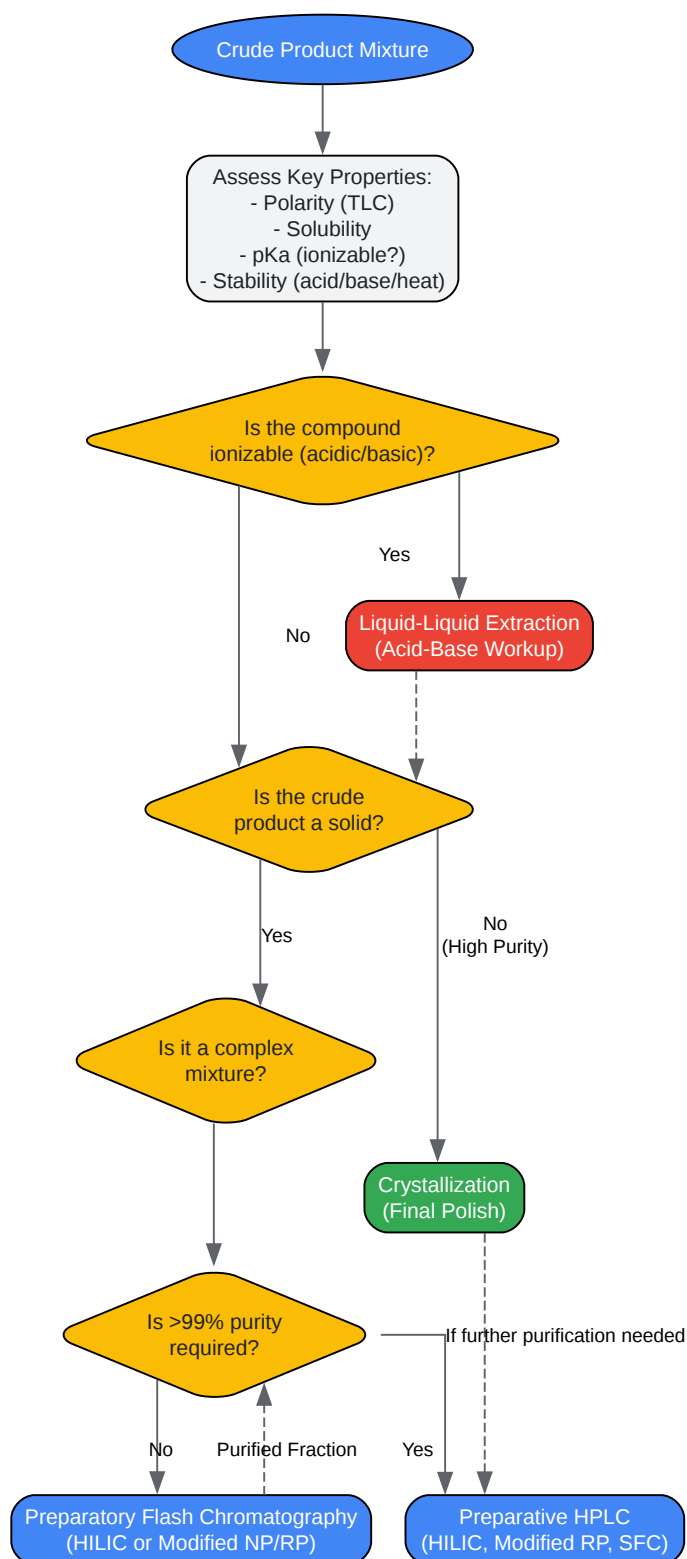 Crude Product Mixture
Assess Key Properties:
- Polarity (TLC)
- Solubility
- pKa (ionizable?)
- Stability (acid/base/heat)
Is the compound
ionizable (acidic/basic)?
Yes
No
Liquid-Liquid Extraction
(Acid-Base Workup)
Is the crude
product a solid?
Yes
No
(High Purity)
Is it a complex
mixture?
Crystallization
(Final Polish)
Is >99% purity
required?
If further purification needed
No
Purified Fraction
Yes
Preparatory Flash Chromatography
(HILIC or Modified NP/RP)
Preparative HPLC
(HILIC, Modified RP, SFC)